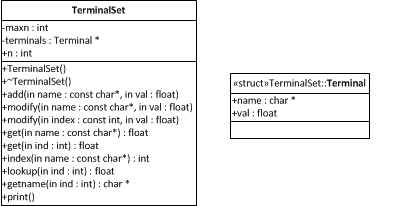 TerminalSet
-maxn : int
-terminals : Terminal *
+n : int
+TerminalSet()
+~TerminalSet()
+add(in name : const char*, in val : float)
+modify(in name : const char*, in val : float)
+modify(in index : const int, in val : float)
+get(in name : const char*) : float
+get(in ind : int) : float
+index(in name : const char*) : int
+lookup(in ind : int) : float
+getname(in ind : int) : char *
+print()
«struct»TerminalSet::Terminal
+name : char *
+val : float